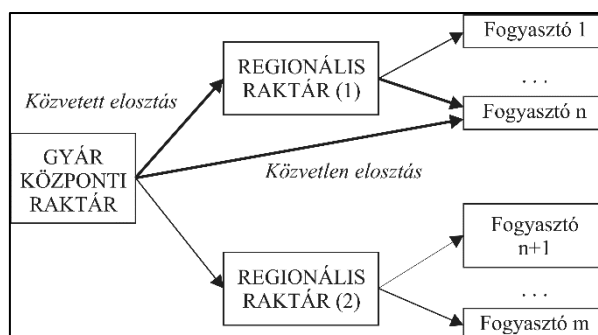 Fogyasztó 1
REGIONÁLIS
RAKTÁR (1)
. . .
Közvetett elosztás
Fogyasztó n
GYÁR
KÖZPONTI
RAKTÁR
Közvetlen elosztás
Fogyasztó
n+1
REGIONÁLIS
RAKTÁR (2)
...
Fogyasztó m